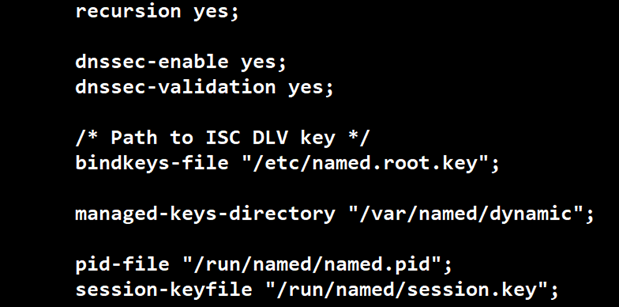 recursion yes;
dnssec-enable yes;
dnssec-validation yes;
/* Path to ISC DLV key */
bindkeys-file "/etc/named.root.key";
managed-keys-directory "/var/named/dynamic";
pid-file "/run/named/named.pid";
session-keyfile "/run/named/session.key";